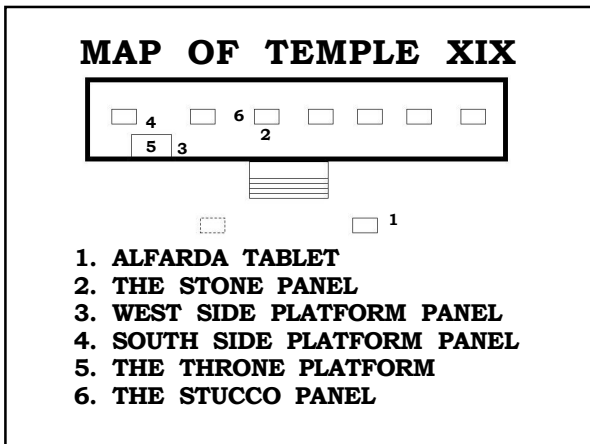 MAP OF TEMPLE XIX
4 6
2
5 3
1
1. ALFARDA TABLET
2. THE STONE PANEL
3. WEST SIDE PLATFORM PANEL
4. SOUTH SIDE PLATFORM PANEL
5. THE THRONE PLATFORM
6. THE STUCCO PANEL